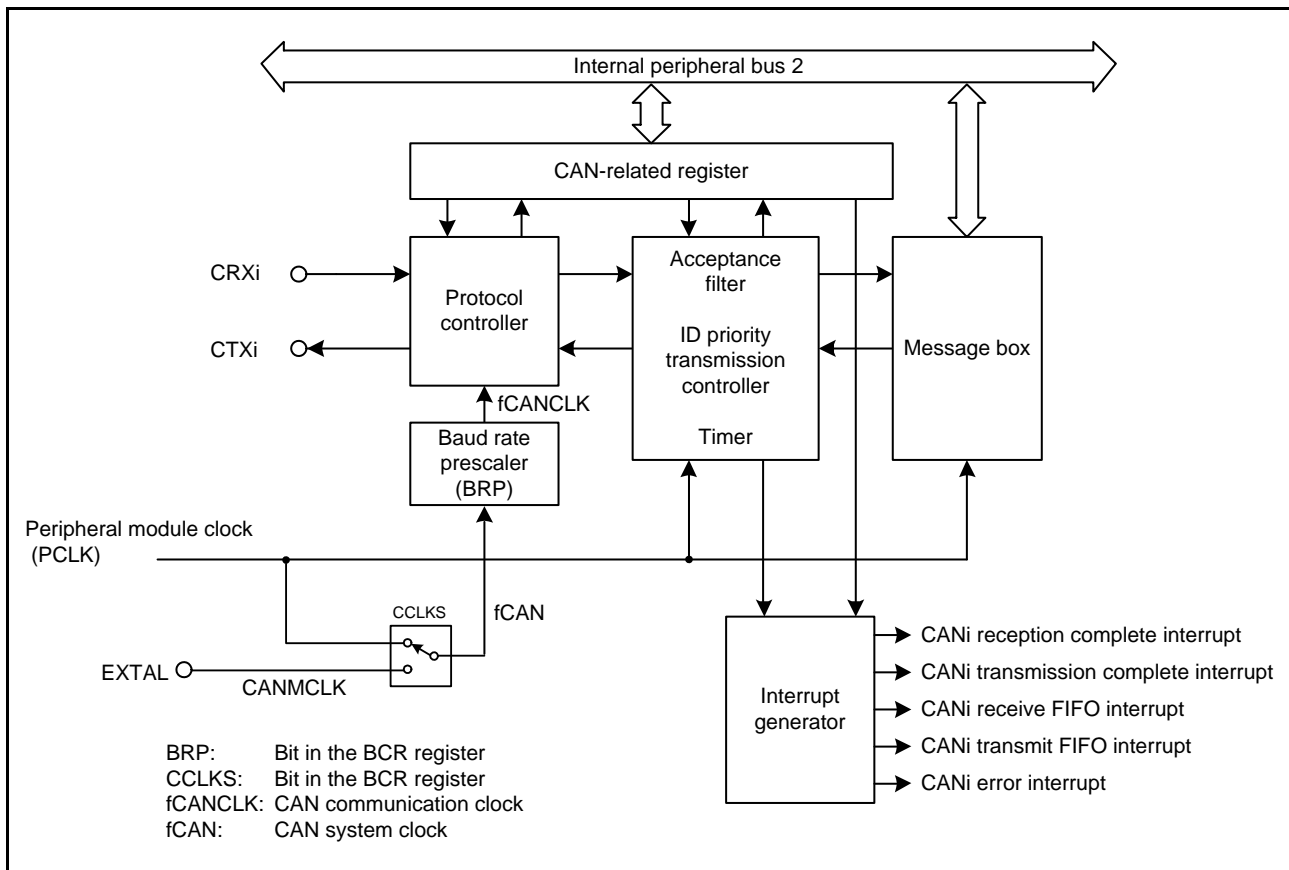 Internal peripheral bus 2
CAN-related register
CRXi
CTXi
Protocol
controller
Acceptance
filter
ID priority
transmission
controller
Timer
Message box
fCANCLK
Baud rate
prescaler
(BRP)
Peripheral module clock
(PCLK)
CCLKS
fCAN
EXTAL
CANMCLK
Interrupt
generator
CANi reception complete interrupt
CANi transmission complete interrupt
CANi receive FIFO interrupt
CANi transmit FIFO interrupt
CANi error interrupt
BRP: Bit in the BCR register
CCLKS: Bit in the BCR register
fCANCLK: CAN communication clock
fCAN: CAN system clock